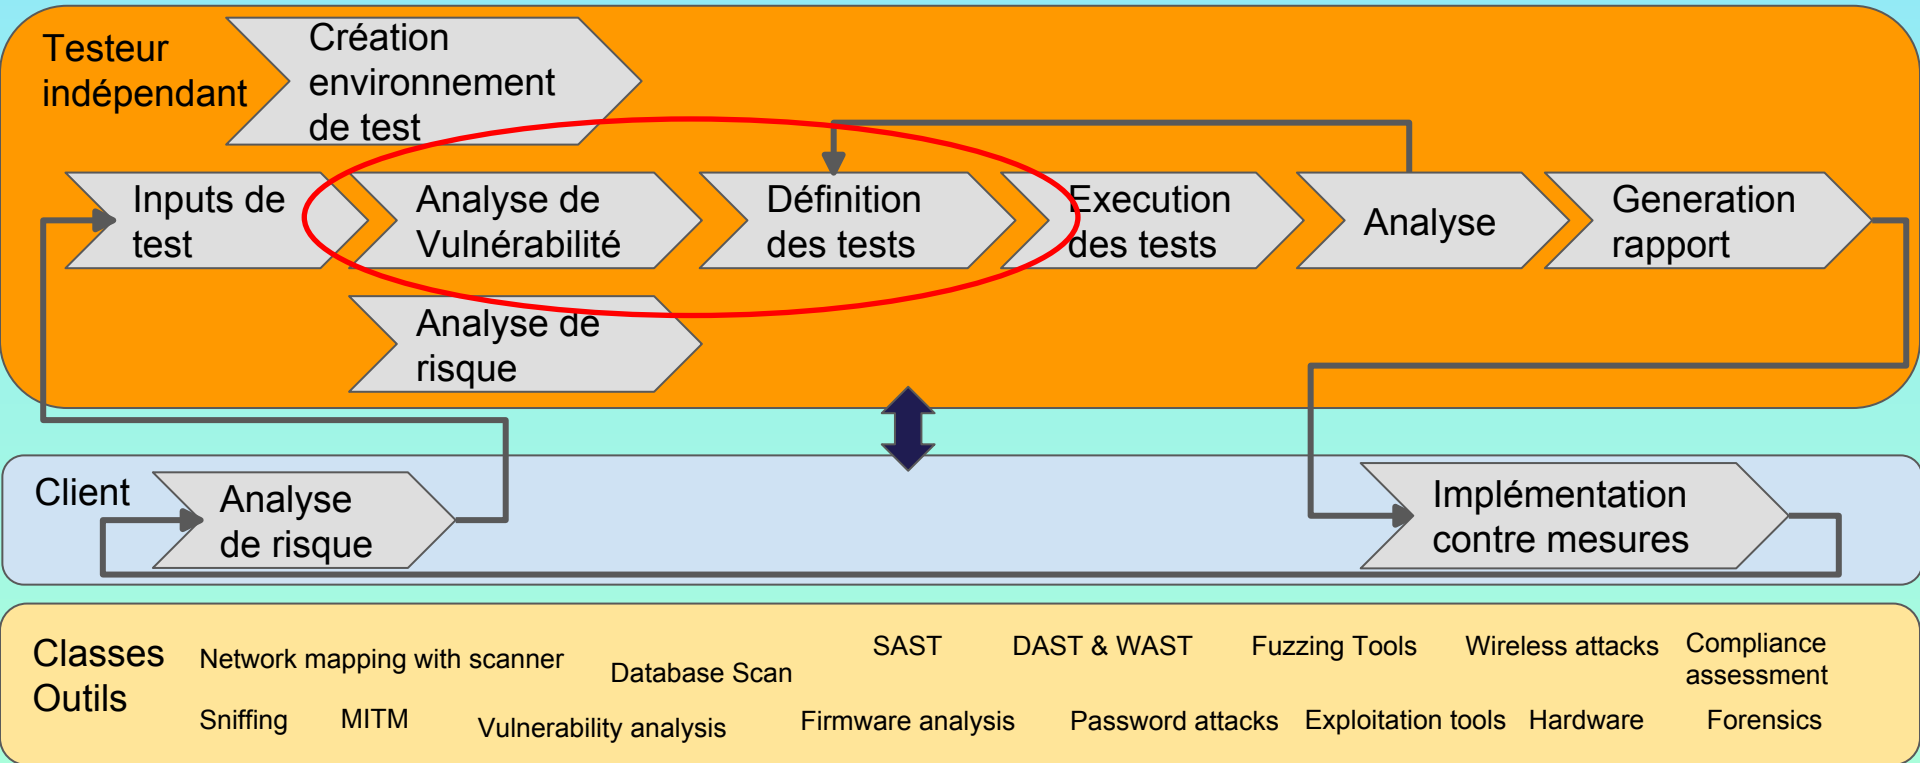 Testeur
indépendant
Création
environnement
de test
Inputs de
test
Analyse de
Vulnérabilité
Définition
des tests
Execution
des tests
Analyse
Generation
rapport
Analyse de
risque
Client
Analyse
de risque
Implémentation
contre mesures
Classes
Outils
Network mapping with scanner
Database Scan
SAST
DAST & WAST
Fuzzing Tools
Wireless attacks
Compliance
assessment
Sniffing
MITM
Vulnerability analysis
Firmware analysis
Password attacks
Exploitation tools
Hardware
Forensics